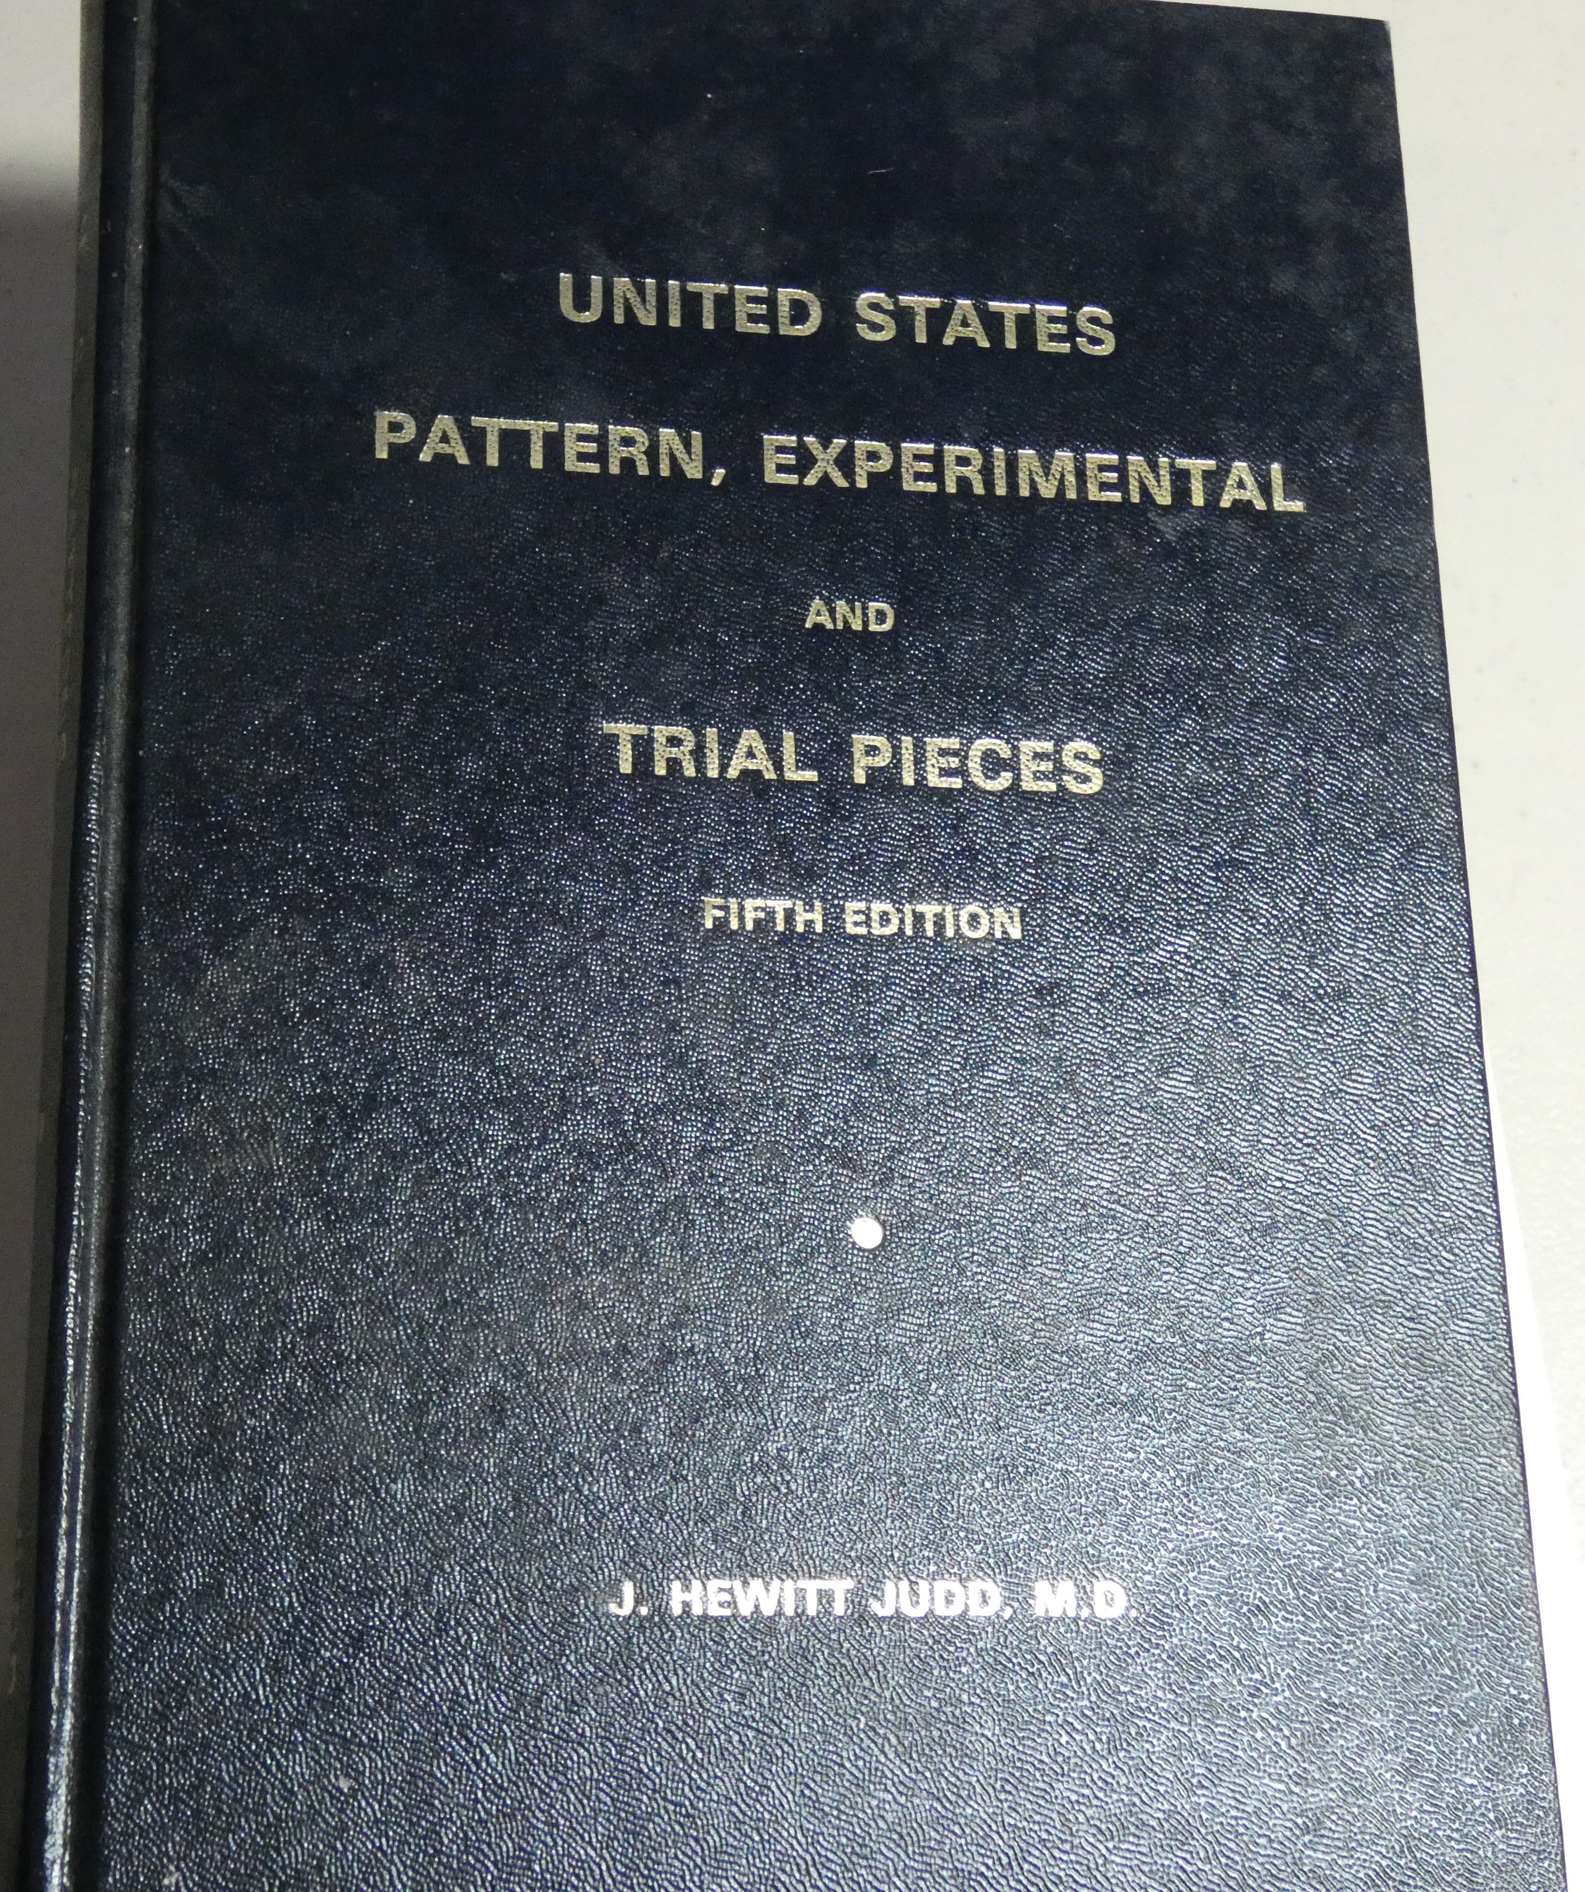 UNITED STATES
PATTERN, EXPERIMENTAL
AND
TRIAL PIECES
FIFTH EDITION
J. HEWITT JUDD, M.D.